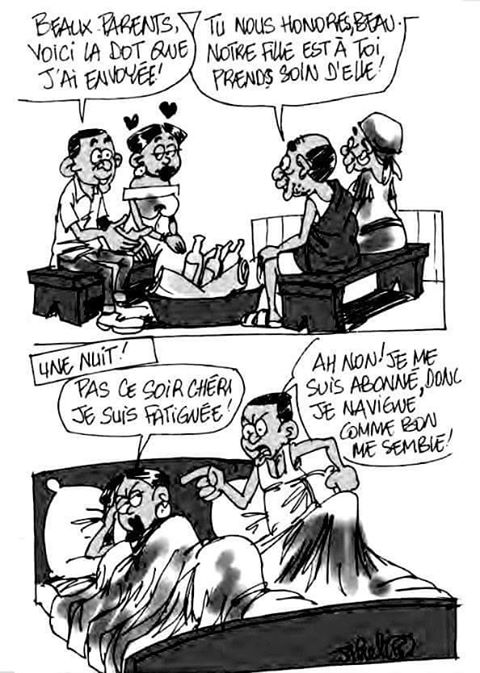 BEAUX PARENTS,
VOICI LA DOT QUE
J'AI ENVOYÉE!
TU NOUS HONORES, BEAU.
NOTRE FILLE EST À TOI
PRENDS SOIN D'ELLE!
UNE NUIT!
PAS CE SOIR CHÉRI
JE SUIS FATIGUÉE!
AH NON! JE ME
SUIS ABONNÉ, DONC
JE NAVIGUE
COMME BON
ME SEMBLE!